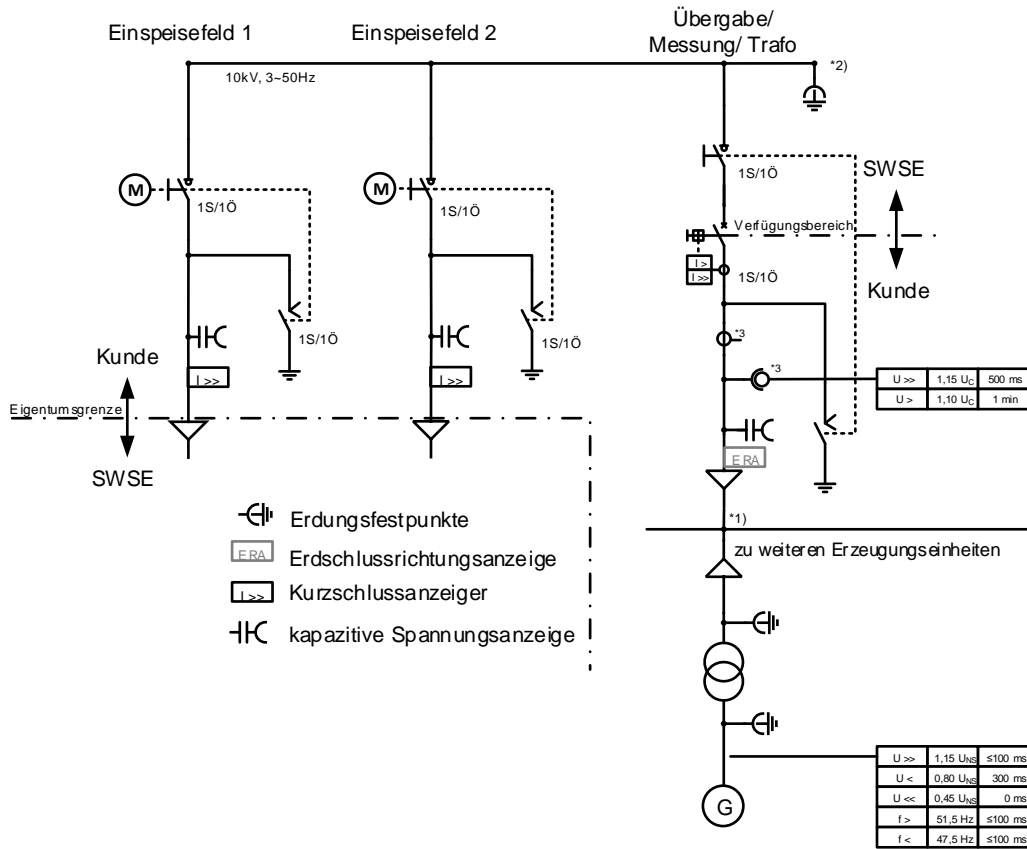 Einspeisefeld 1
Einspeisefeld 2
Übergabe/
Messung/ Trafo
10kV, 3~50Hz
*2)
M
1S/1Ö
M
1S/1Ö
1S/1Ö
SWSE
Verfügungsbereich
I >
I >>
1S/1Ö
Kunde
1S/1Ö
1S/1Ö
*3
*3
Kunde
I >>
I >>
U >> 1,15 UC 500 ms
U > 1,10 UC 1 min
Eigentumsgrenze
SWSE
ERA
*1)
Erdungsfestpunkte
zu weiteren Erzeugungseinheiten
ERA Erdschlussrichtungsanzeige
I >> Kurzschlussanzeiger
kapazitive Spannungsanzeige
U >> 1,15 UNS ≤100 ms
U < 0,80 UNS 300 ms
U << 0,45 UNS 0 ms
f > 51,5 Hz ≤100 ms
f < 47,5 Hz ≤100 ms
G